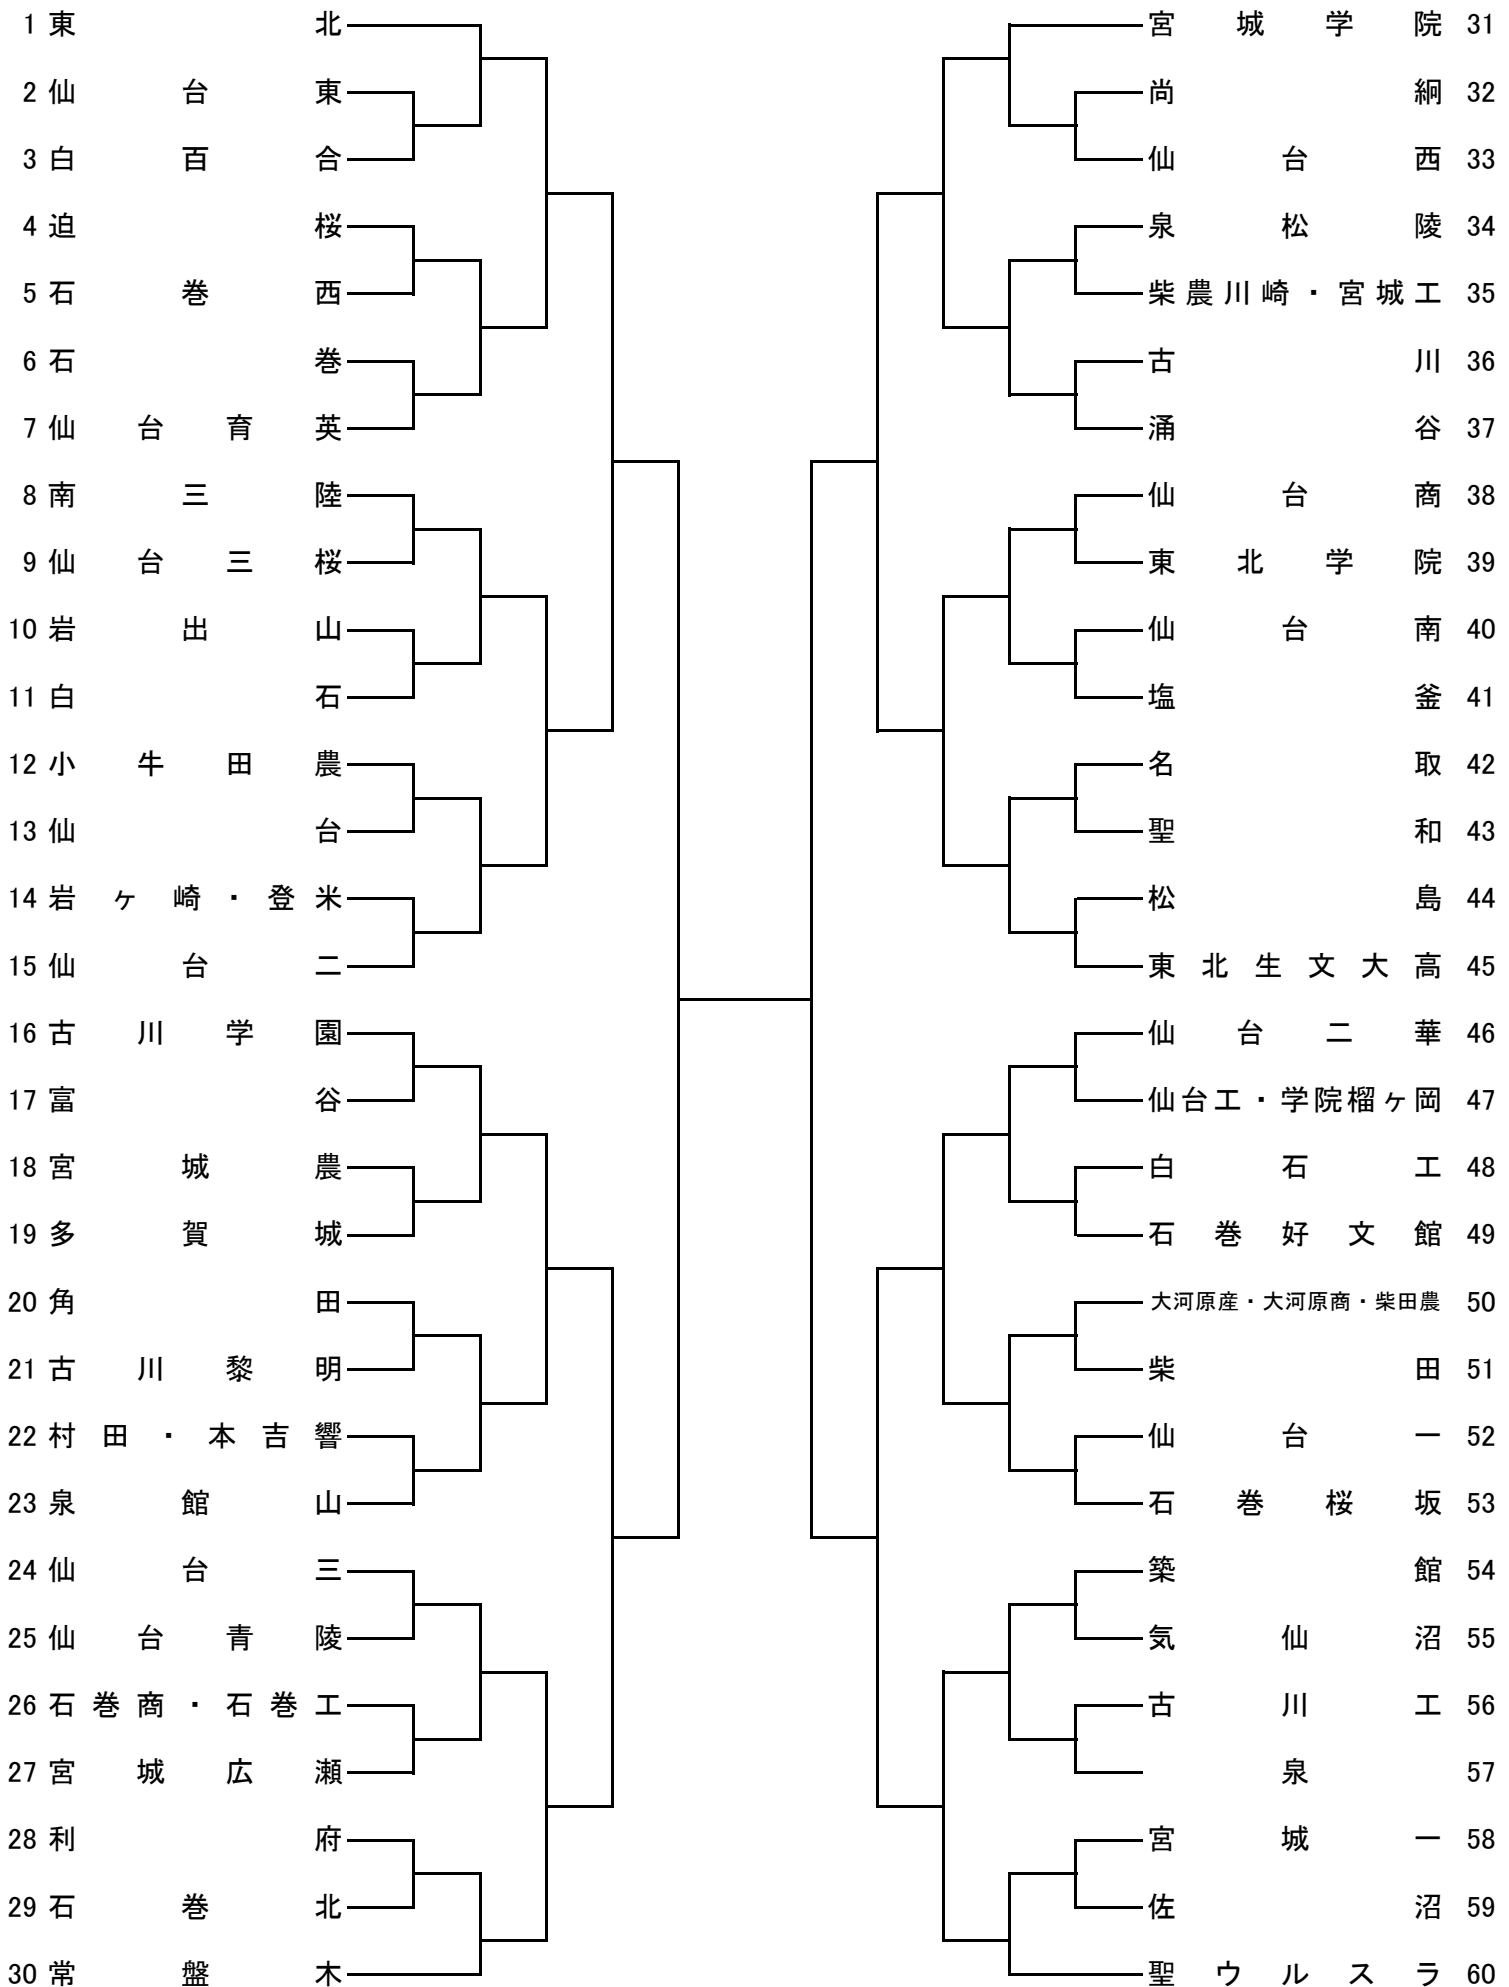 1 東北
2 仙台東
3 白百合
4 迫桜
5 石巻西
6 石巻
7 仙台育英
8 南三陸
9 仙台三桜
10 岩出山
11 白石
12 小牛田農
13 仙台
14 岩ヶ崎・登米
15 仙台二
16 古川学園
17 富谷
18 宮城農
19 多賀城
20 角田
21 古川黎明
22 村田・本吉響
23 泉館山
24 仙台三
25 仙台青陵
26 石巻商・石巻工
27 宮城広瀬
28 利府
29 石巻北
30 常盤木
宮城学院 31
尚絅 32
仙台西 33
泉松陵 34
柴農川崎・宮城工 35
古川 36
涌谷 37
仙台商 38
東北学院 39
仙台南 40
塩釜 41
名取 42
聖和 43
松島 44
東北生文大高 45
仙台二華 46
仙台工・学院榴ヶ岡 47
白石工 48
石巻好文館 49
大河原産・大河原商・柴田農 50
柴田 51
仙台一 52
石巻桜坂 53
築館 54
気仙沼 55
古川工 56
泉 57
宮城一 58
佐沼 59
聖ウルスラ 60